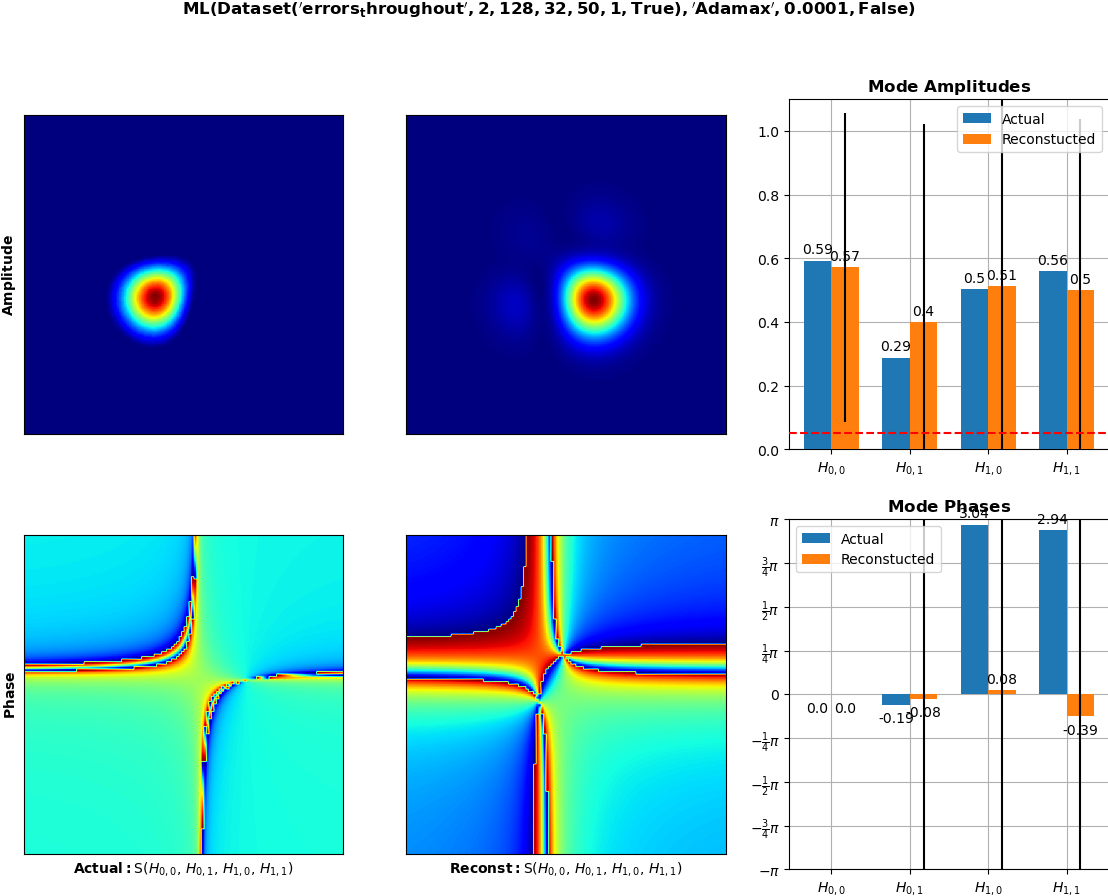 ML(Dataset('errors_throughout', 2, 128, 32, 50, 1, True), 'Adamax', 0.0001, False)
Amplitude
Mode Amplitudes
Actual
Reconstucted
1.0
0.8
0.6
0.4
0.2
0.0
0.59
0.57
0.29
0.4
0.5
0.51
0.56
0.5
H0,0
H0,1
H1,0
H1,1
Phase
Actual: S(H0,0, H0,1, H1,0, H1,1)
Reconst: S(H0,0, H0,1, H1,0, H1,1)
Mode Phases
Actual
Reconstucted
π
3/4π
1/2π
1/4π
0
−1/4π
−1/2π
−3/4π
−π
0.0
0.0
-0.19
-0.08
3.04
0.08
2.94
-0.39
H0,0
H0,1
H1,0
H1,1